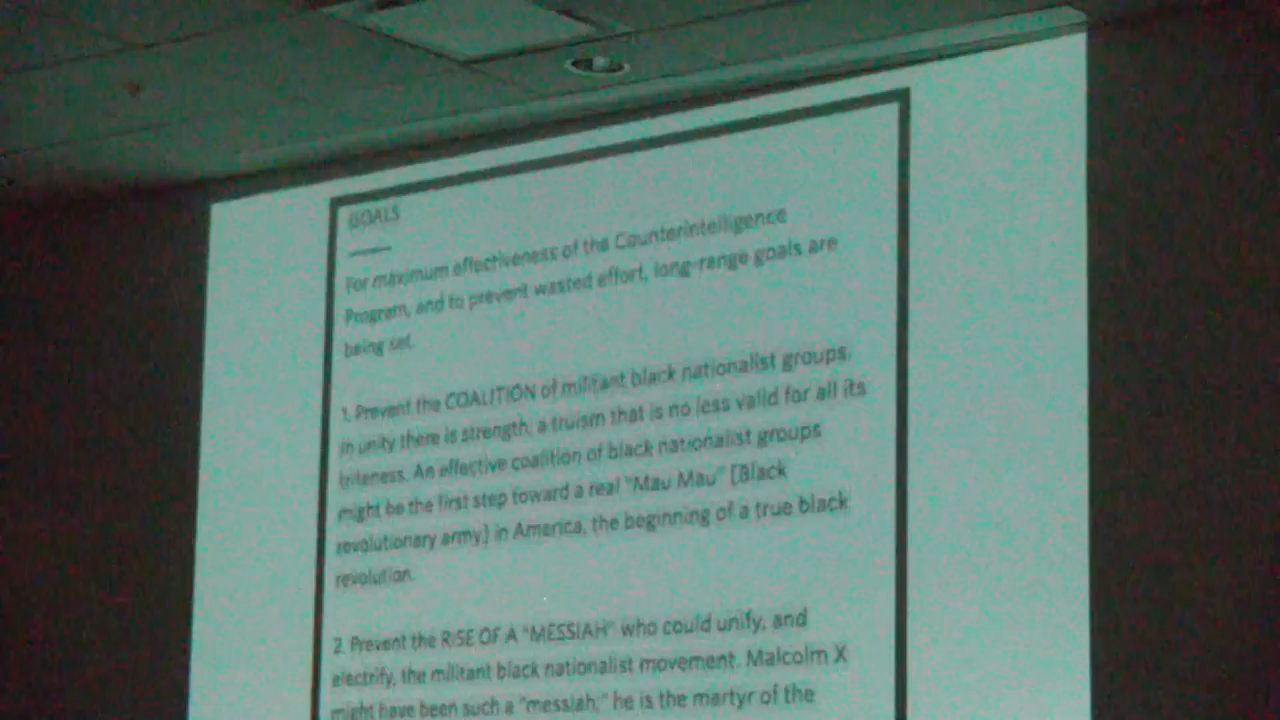 GOALS
For maximum effectiveness of the Counterintelligence
Program, and to prevent wasted effort, long-range goals are
being set.
1. Prevent the COALITION of militant black nationalist groups.
In unity there is strength, a truism that is no less valid for all its
triteness. An effective coalition of black nationalist groups
might be the first step toward a real "Mau Mau" [Black
revolutionary army] in America, the beginning of a true black
revolution.
2. Prevent the RISE OF A "MESSIAH" who could unify, and
electrify, the militant black nationalist movement. Malcolm X
might have been such a "messiah;" he is the martyr of the